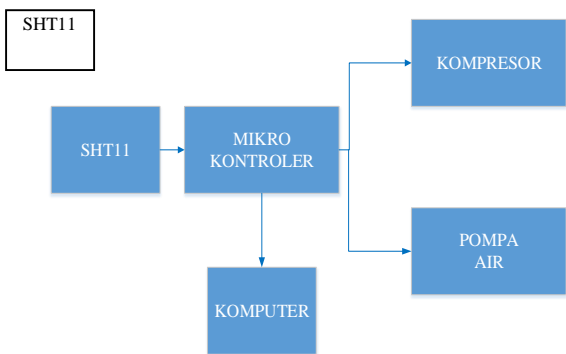 SHT11
KOMPRESOR
SHT11
MIKRO
KONTROLER
POMPA
AIR
KOMPUTER